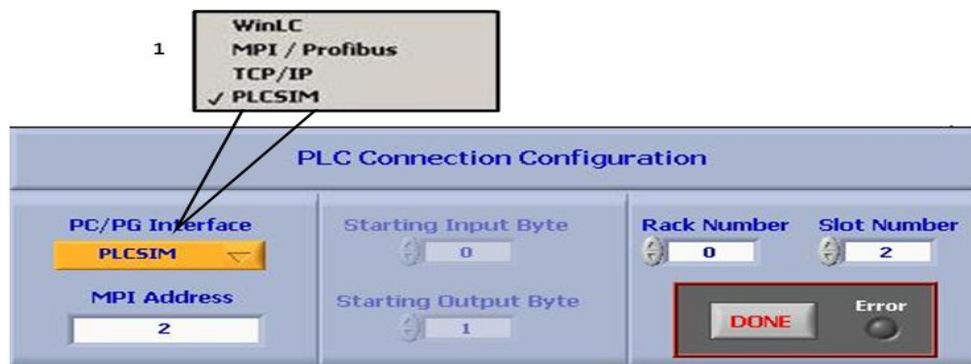 WinLC
1
MPI / Profibus
TCP/IP
✓ PLCSIM
PLC Connection Configuration
PC/PG Interface
PLCSIM
MPI Address
2
Starting Input Byte
0
Starting Output Byte
1
Rack Number
0
Slot Number
2
DONE
Error